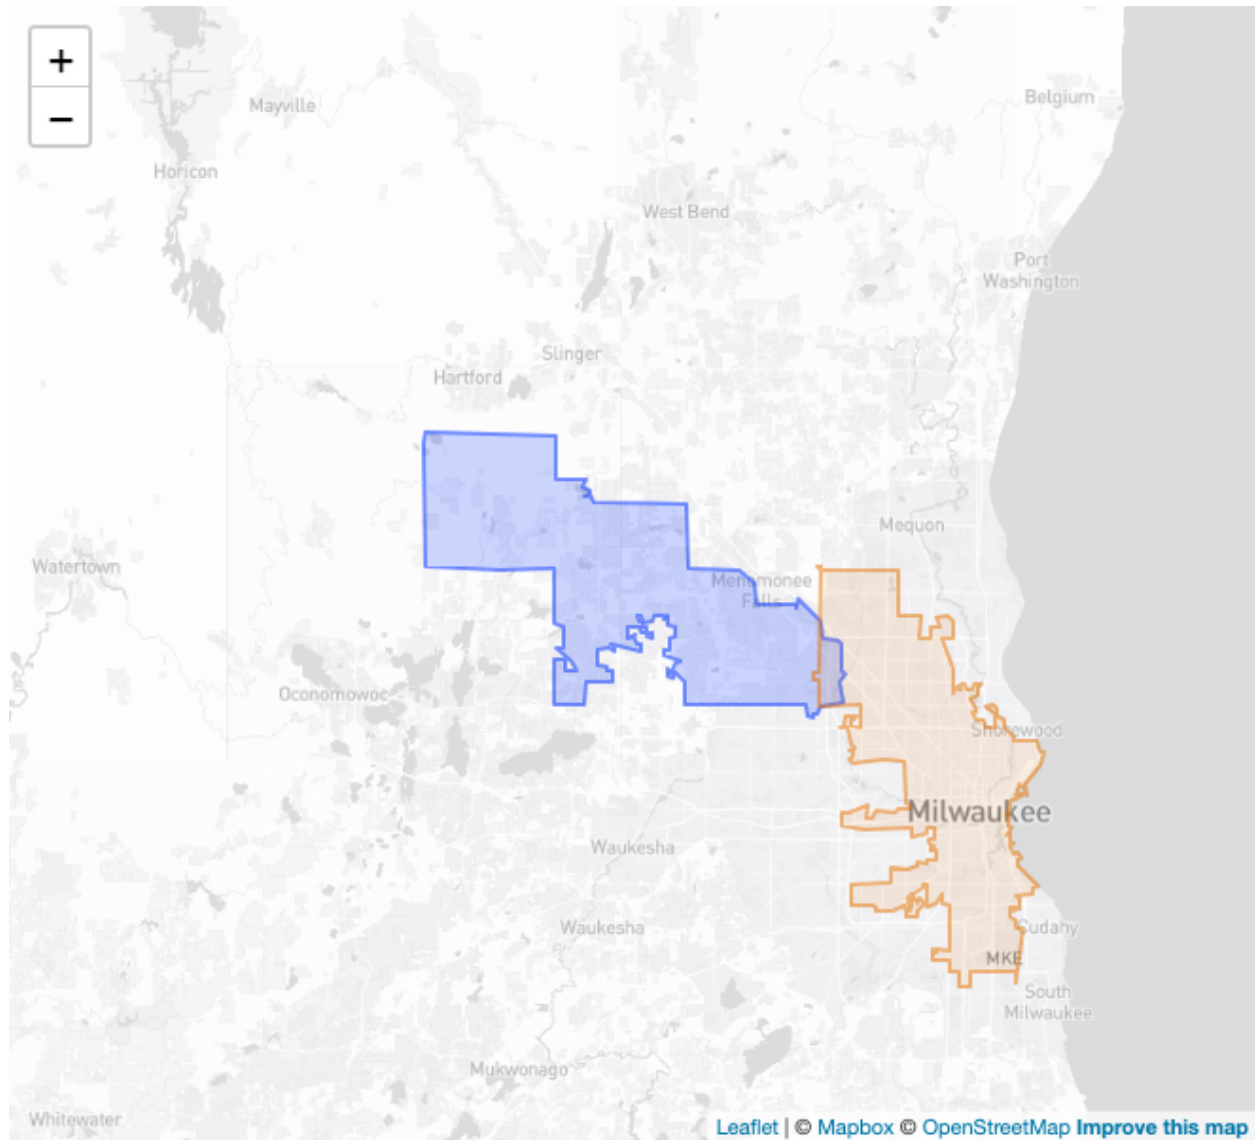 +
−
Mayville
Belgium
Horicon
West Bend
Port
Washington
Slinger
Hartford
Mequon
Watertown
Menomonee
Falls
Oconomowoc
Shorewood
Milwaukee
Waukesha
Waukesha
Cudahy
MKE
South
Milwaukee
Mukwonago
Whitewater
Leaflet | © Mapbox © OpenStreetMap Improve this map